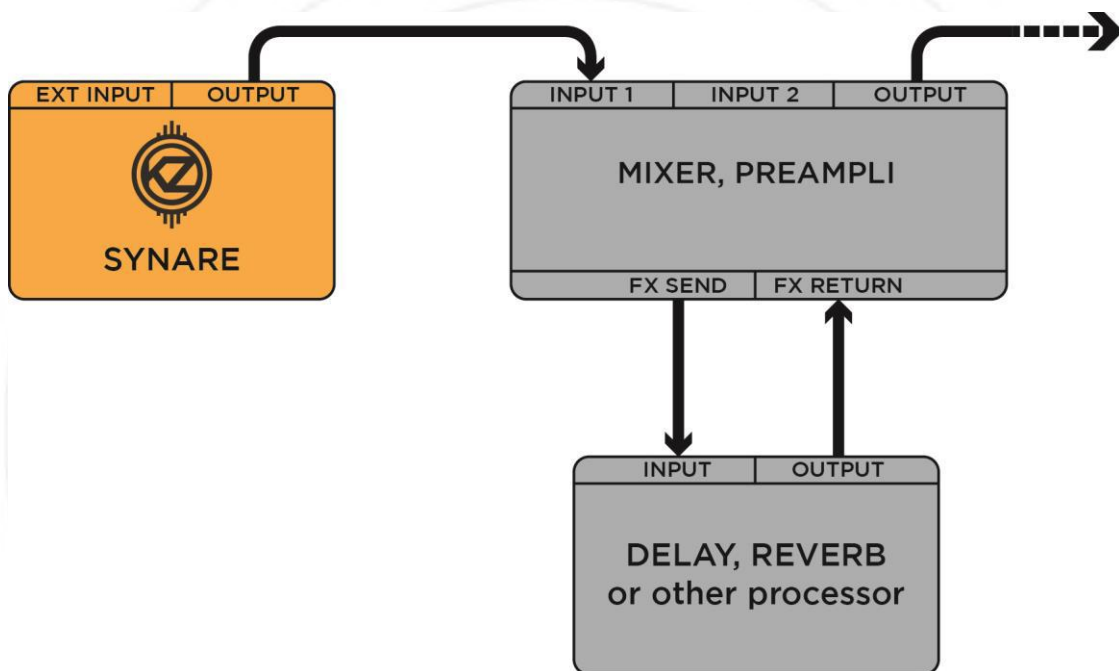 EXT INPUT OUTPUT
KZ
SYNARE
INPUT 1 INPUT 2 OUTPUT
MIXER, PREAMPLI
FX SEND FX RETURN
INPUT OUTPUT
DELAY, REVERB
or other processor